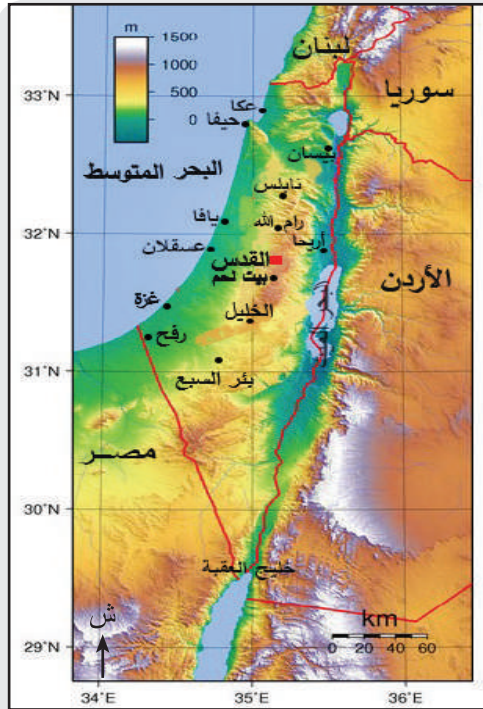 m
1500
1000
500
0
لبنان
سوريا
33°N
عكا
حيفا
بيسان
البحر المتوسط
نابلس
يافا
رام الله
32°N
عسقلان
أريحا
القدس
بيت لحم
الأردن
البحر الميت
غزة
الخليل
رفح
31°N
بئر السبع
مصر
30°N
خليج العقبة
ش
km
0 20 40 60
29°N
34°E
35°E
36°E